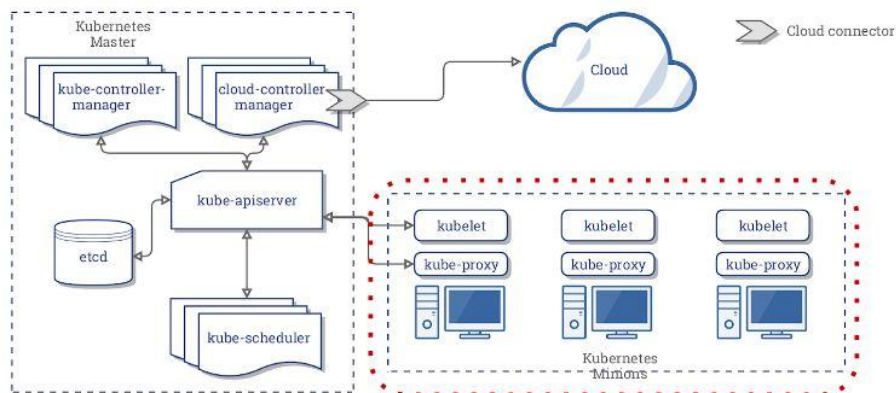 Kubernetes
Master
kube-controller-
manager
cloud-controller
manager
Cloud
Cloud connector
kube-apiserver
etcd
kube-scheduler
kubelet
kubelet
kubelet
kube-proxy
kube-proxy
kube-proxy
Kubernetes
Minions